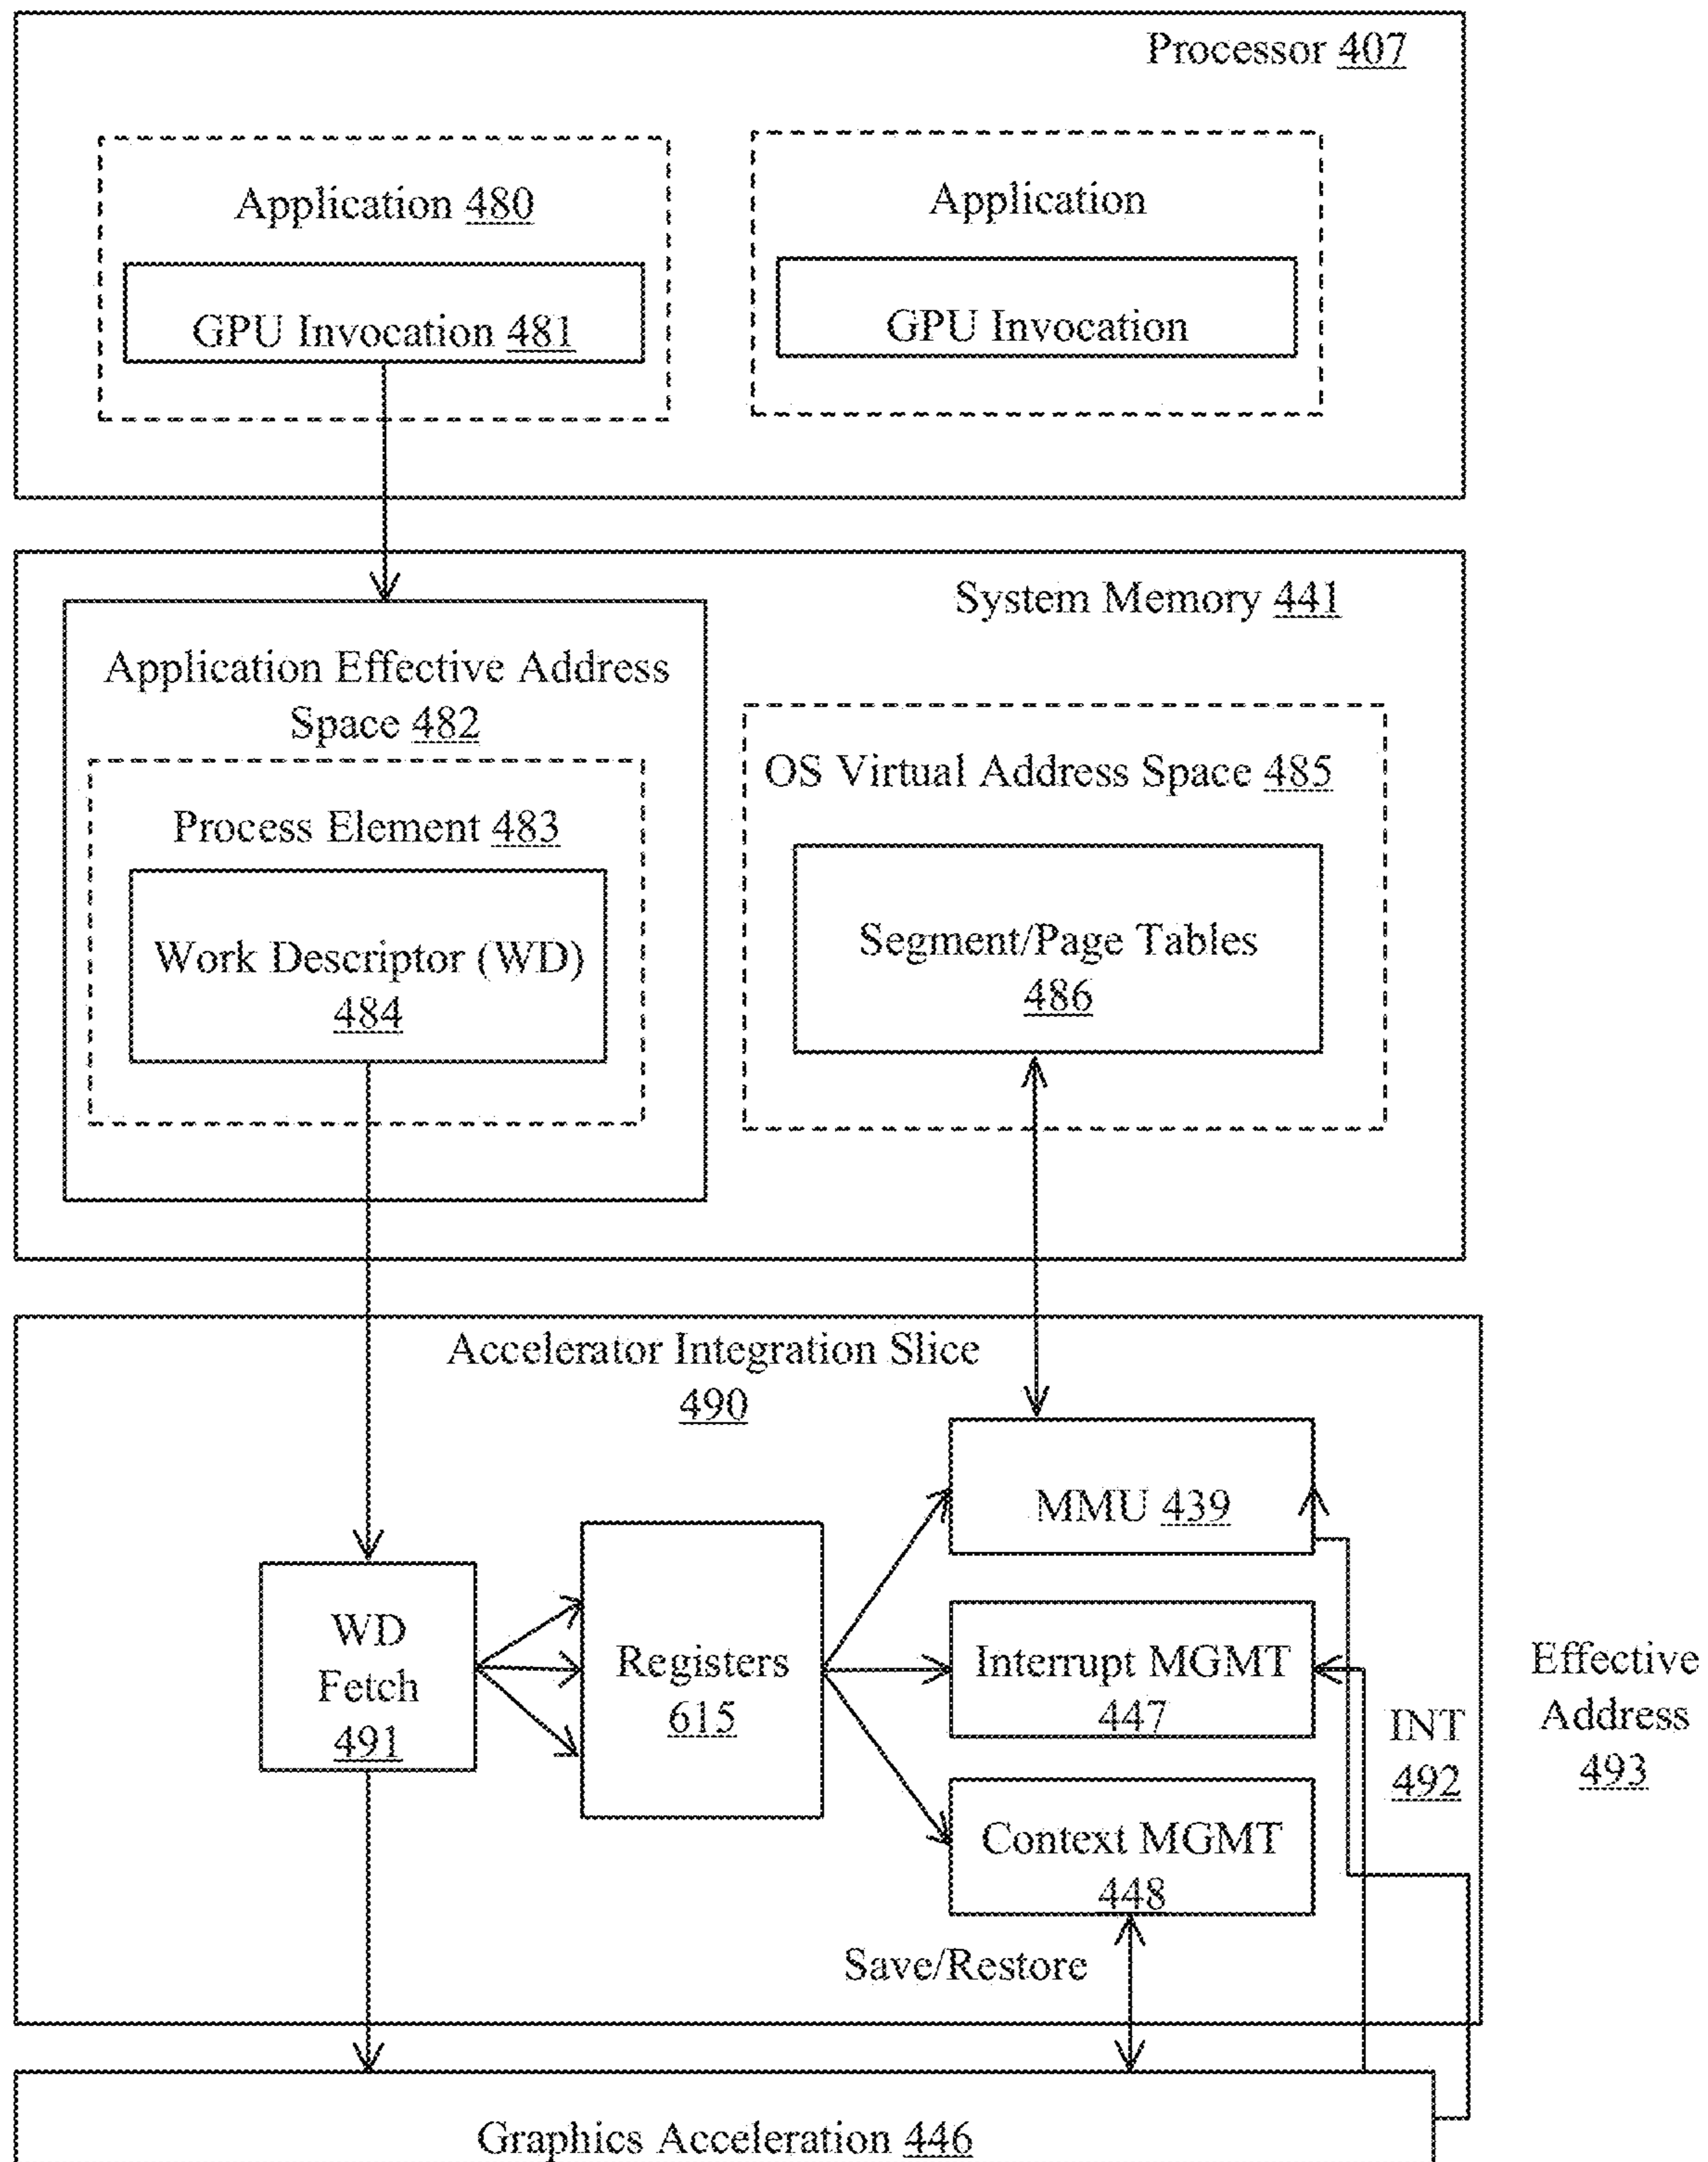 Processor 407
Application 480
Application
GPU Invocation 481
GPU Invocation
System Memory 441
Application Effective Address
Space 482
OS Virtual Address Space 485
Process Element 483
Work Descriptor (WD)
484
Segment/Page Tables
486
Accelerator Integration Slice
490
MMU 439
WD
Fetch
491
Registers
615
Interrupt MGMT
447
INT
492
Effective
Address
493
Context MGMT
448
Save/Restore
Graphics Acceleration 446